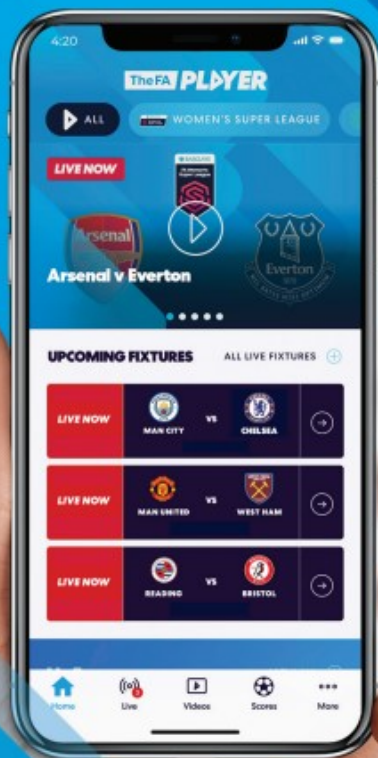 4:20
The FA PLAYER
ALL
WOMEN'S SUPER LEAGUE
LIVE NOW
Arsenal
Everton
Arsenal v Everton
UPCOMING FIXTURES
ALL LIVE FIXTURES
LIVE NOW
MAN CITY
VS
CHELSEA
LIVE NOW
MAN UNITED
VS
WEST HAM
LIVE NOW
READING
VS
BRISTOL
Home
Live
Videos
Scores
More